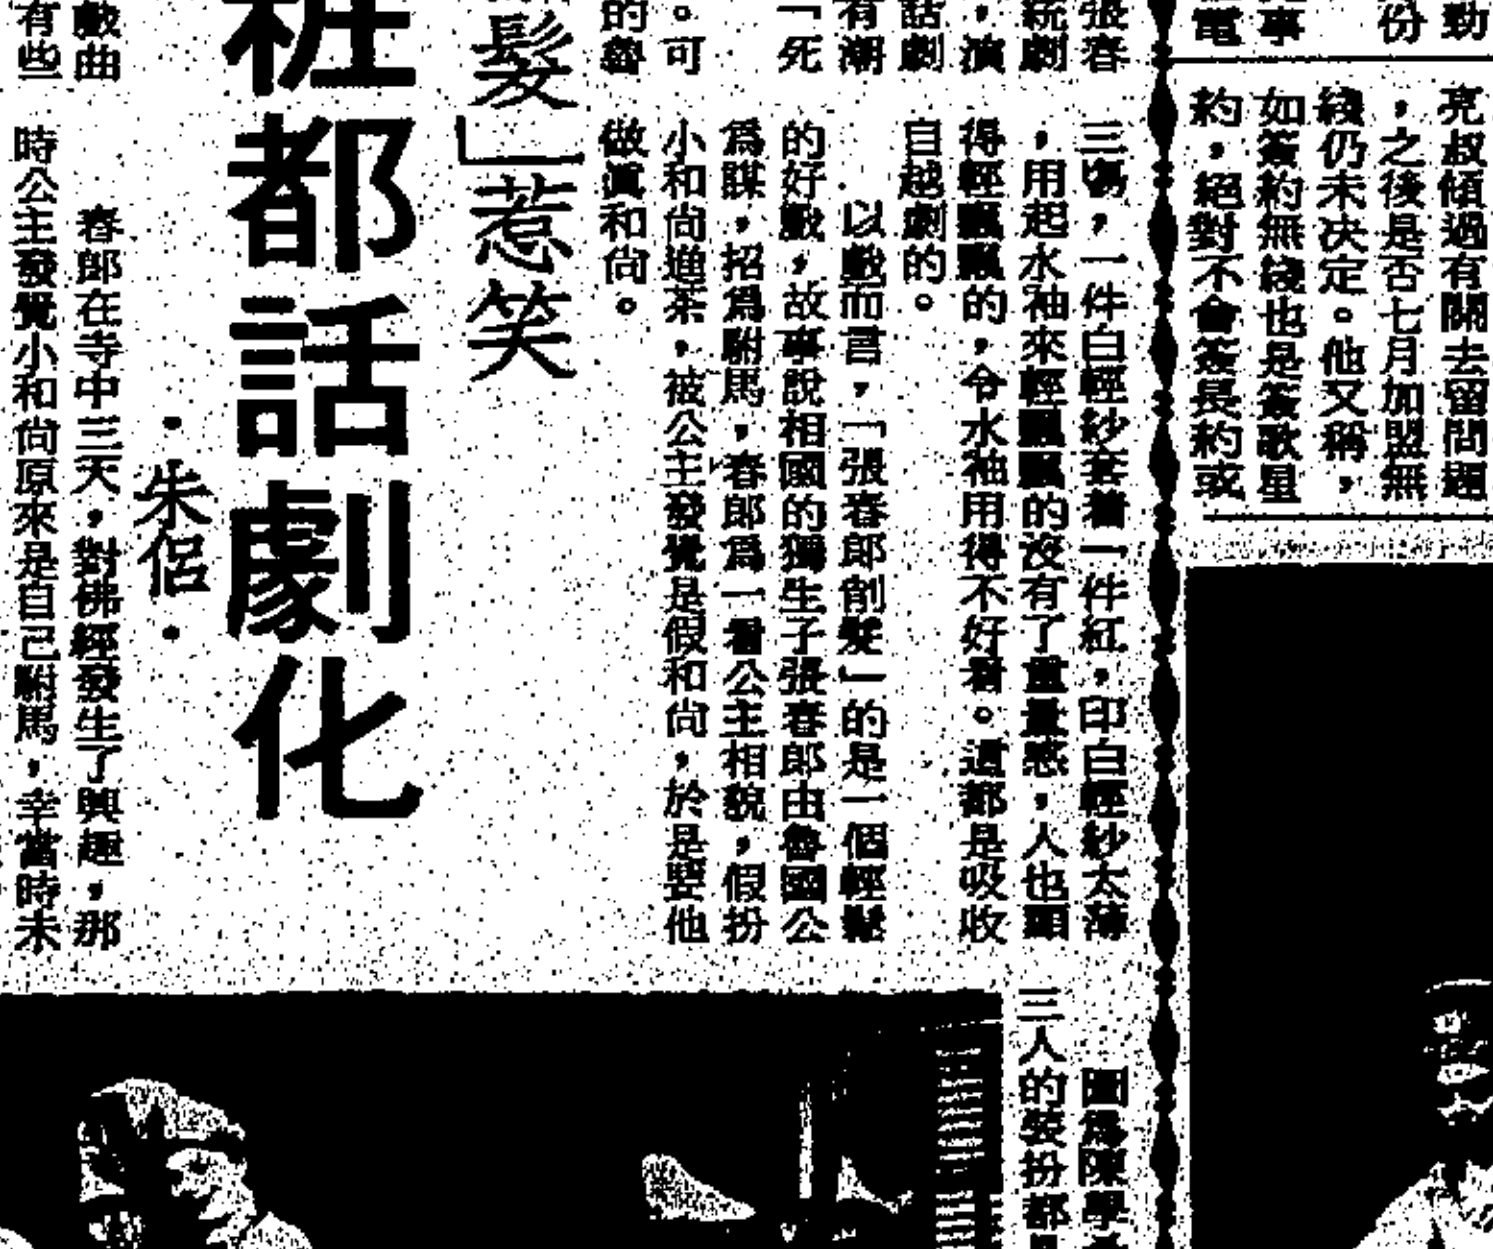 勁
份
事
電
亮叔傾過有關去留問題
，之後是否七月加盟無
綫仍未决定。他又稱，
如簽約無綫也是簽歌星
約，絕對不會簽長約或
張春
統劇
，演
話劇
有潮
「死
。可
的魯
三塲，一件白輕紗套着一件紅，印白輕紗太薄
，用起水袖來輕飄飄的沒有了重量感，人也顯
得輕飄飄的，令水袖用得不好看。這都是吸收
自越劇的。
以戲而言，「張春郎削髮」的是一個輕鬆
的好戲，故事說相國的獨生子張春郎由魯國公
爲謀，招爲駙馬，春郎爲一看公主相貌，假扮
小和尚進茶，被公主發覺是假和尚，於是要他
做眞和尚。
髮」惹笑
都話劇化
・朱侶・
戲曲
有些
春郎在寺中三天，對佛經發生了興趣，那
時公主發覺小和尚原來是自己駙馬，幸當時未
圖爲陳學
三人的裝扮都